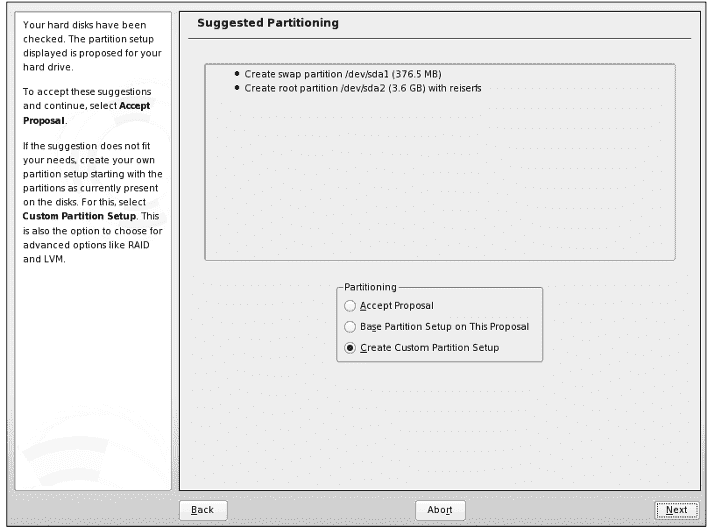 Your hard disks have been
checked. The partition setup
displayed is proposed for your
hard drive.
To accept these suggestions
and continue, select Accept
Proposal.
If the suggestion does not fit
your needs, create your own
partition setup starting with the
partitions as currently present
on the disks. For this, select
Custom Partition Setup. This
is also the option to choose for
advanced options like RAID
and LVM.
Suggested Partitioning
• Create swap partition /dev/sda1 (376.5 MB)
• Create root partition /dev/sda2 (3.6 GB) with reiserfs
Partitioning
Accept Proposal
Base Partition Setup on This Proposal
Create Custom Partition Setup
Back
Abort
Next